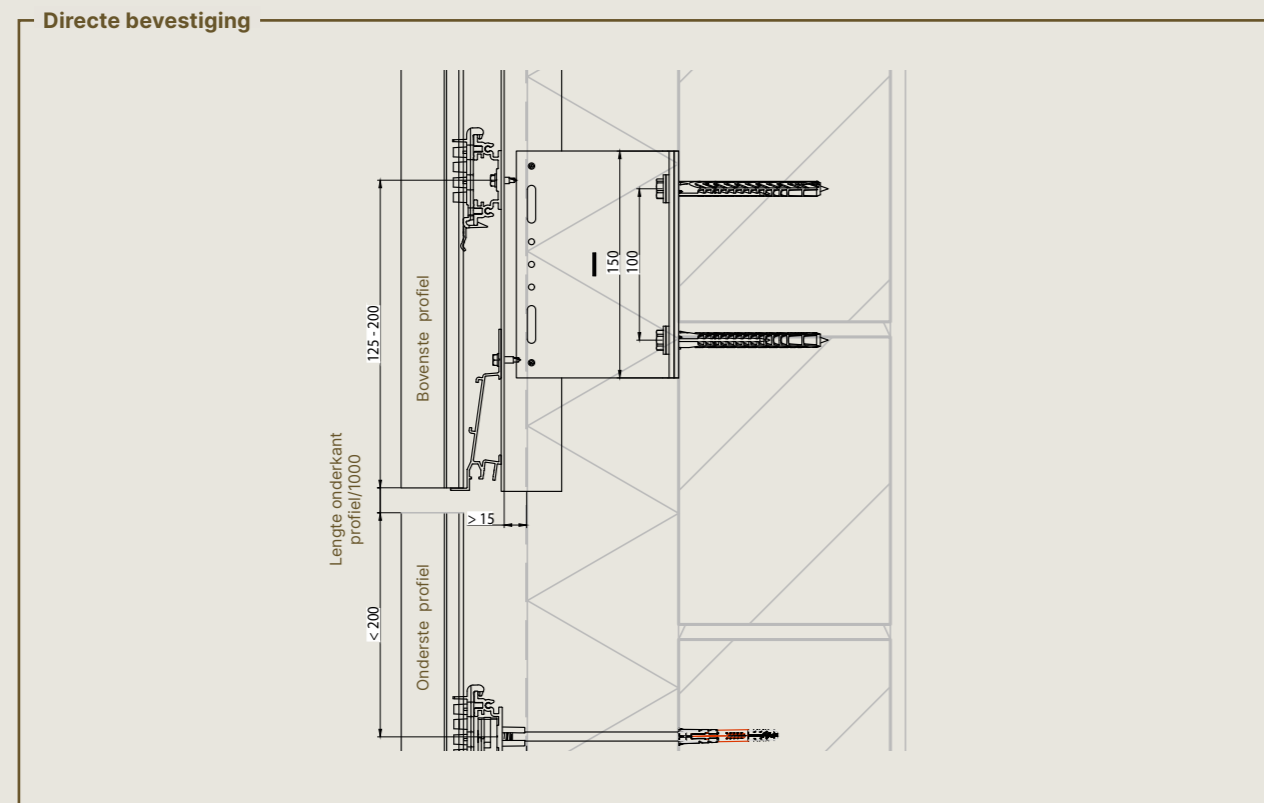 Directe bevestiging
125 - 200
Bovenste profiel
150
100
Lengte onderkant
profiel/1000
> 15
< 200
Onderste profiel